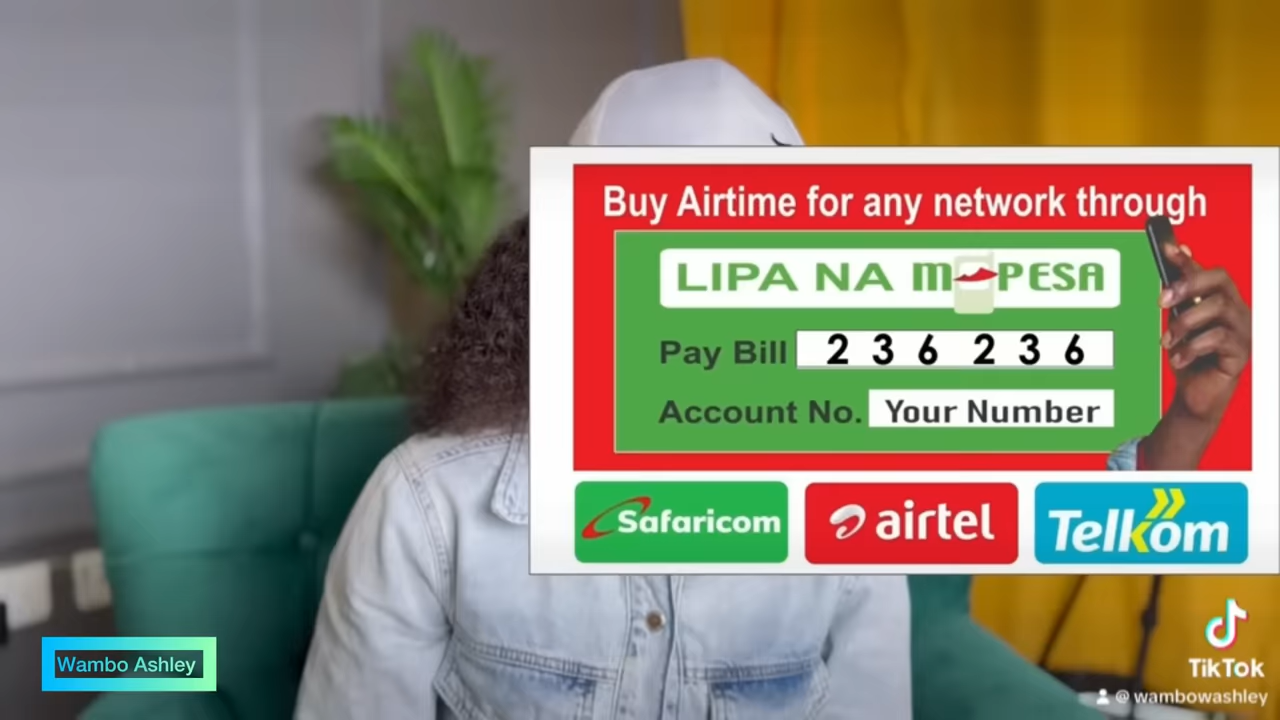 Buy Airtime for any network through
LIPA NA M-PESA
Pay Bill 2 3 6 2 3 6
Account No. Your Number
Safaricom airtel Telkom
Wambo Ashley
TikTok
@ wambowashley